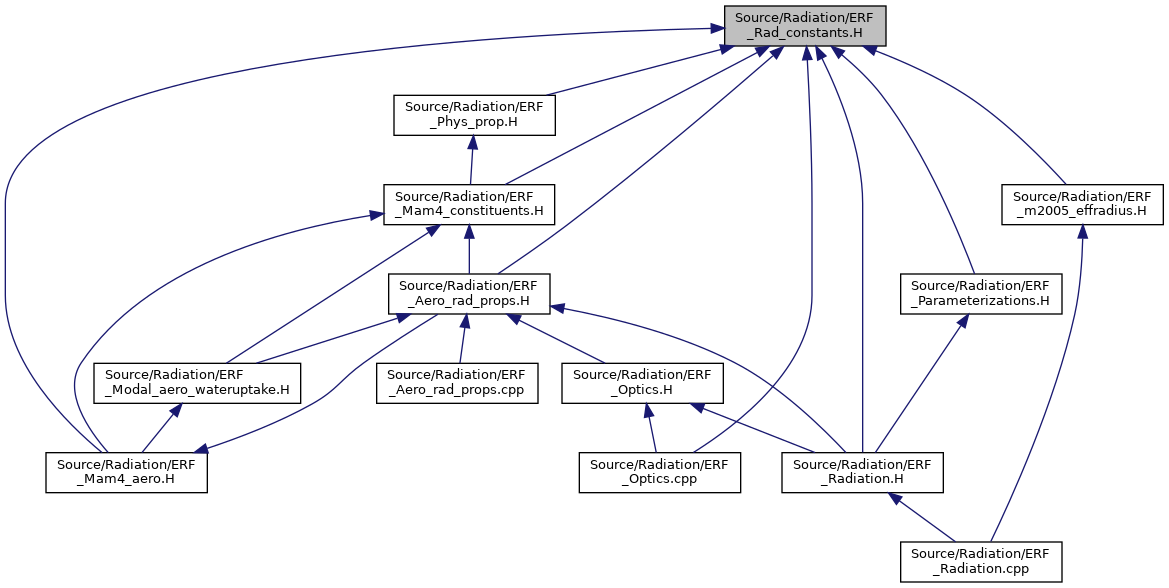 Source/Radiation/ERF
_Rad_constants.H
Source/Radiation/ERF
_Phys_prop.H
Source/Radiation/ERF
_Mam4_constituents.H
Source/Radiation/ERF
_m2005_effradius.H
Source/Radiation/ERF
_Aero_rad_props.H
Source/Radiation/ERF
_Parameterizations.H
Source/Radiation/ERF
_Modal_aero_wateruptake.H
Source/Radiation/ERF
_Aero_rad_props.cpp
Source/Radiation/ERF
_Optics.H
Source/Radiation/ERF
_Mam4_aero.H
Source/Radiation/ERF
_Optics.cpp
Source/Radiation/ERF
_Radiation.H
Source/Radiation/ERF
_Radiation.cpp